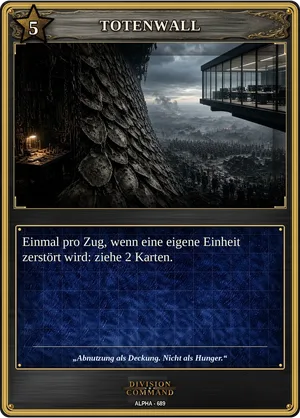 5
TOTENWALL
Einmal pro Zug, wenn eine eigene Einheit
zerstört wird: ziehe 2 Karten.
„Abnutzung als Deckung. Nicht als Hunger.“
DIVISION
COMMAND
ALPHA - 689